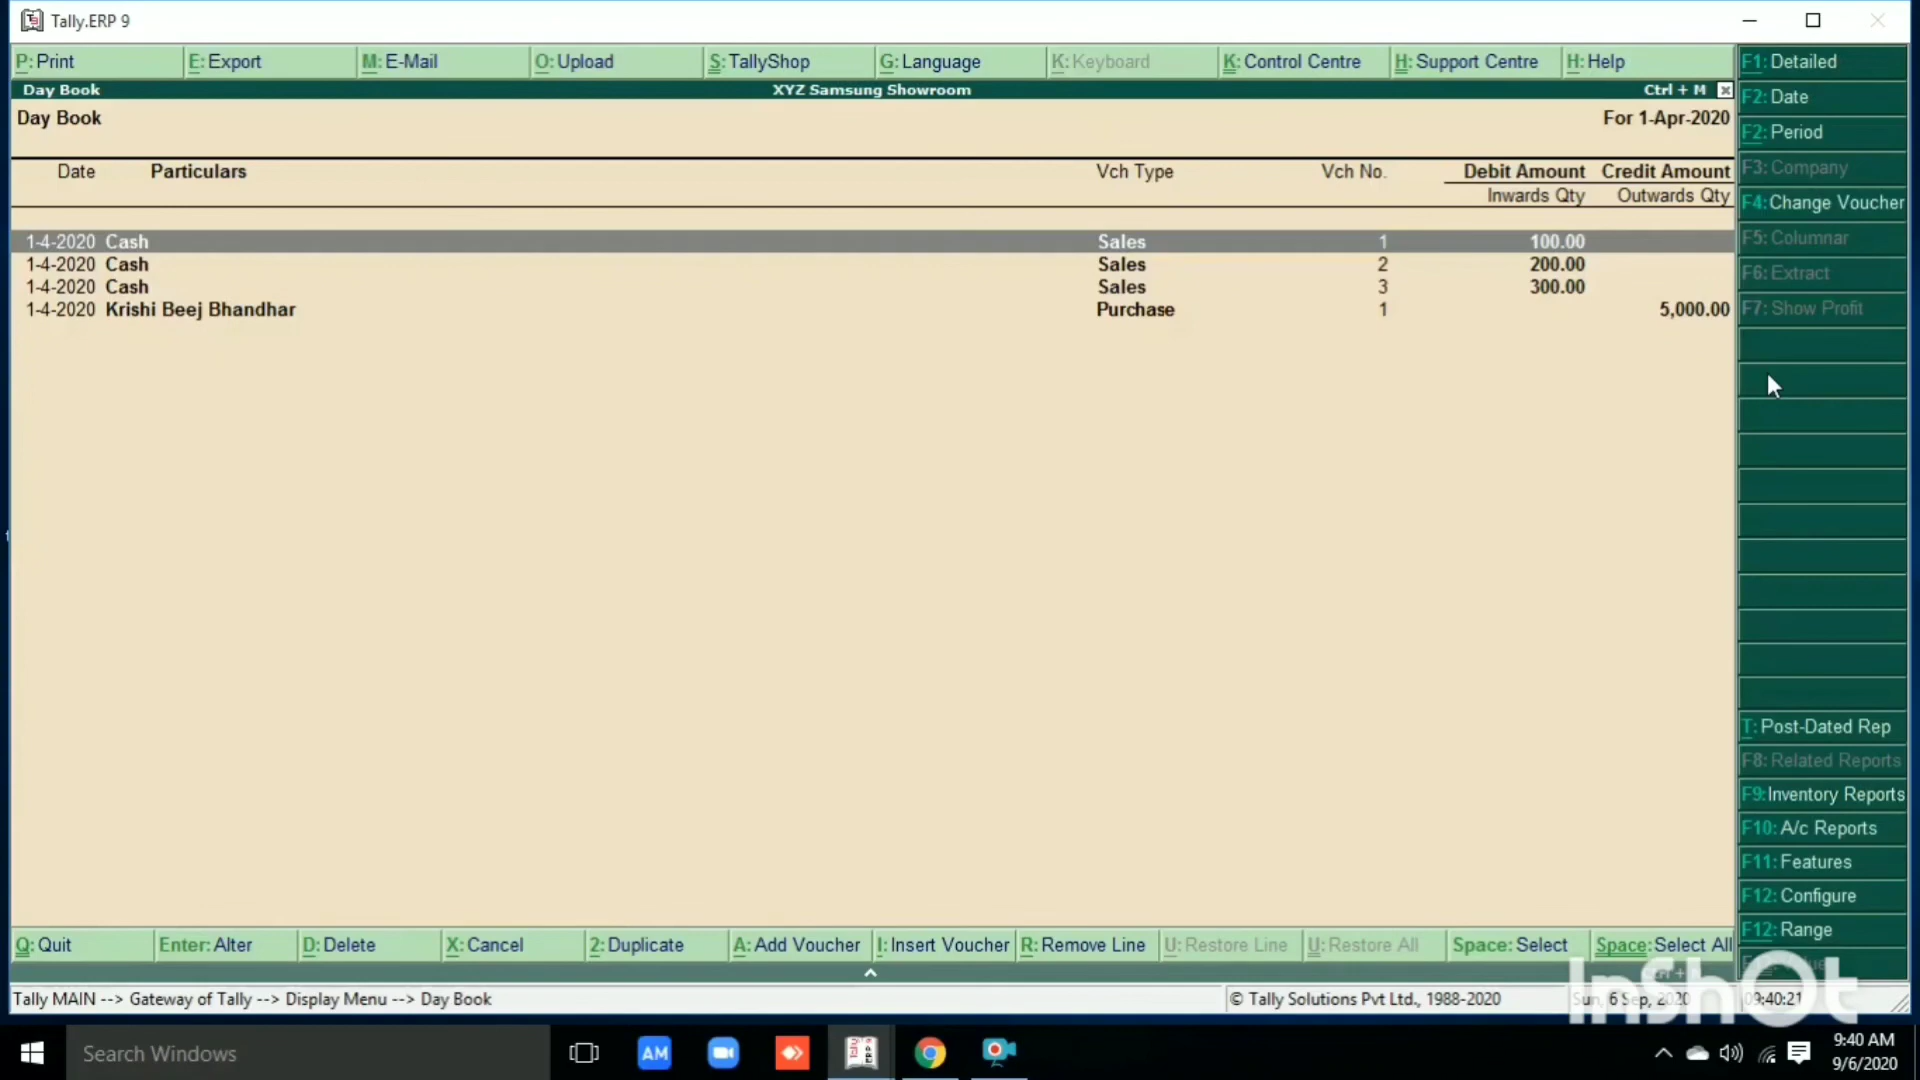 Tally.ERP 9
P: Print E: Export M: E-Mail O: Upload S: TallyShop G: Language K: Keyboard K: Control Centre H: Support Centre H: Help
Day Book XYZ Samsung Showroom Ctrl + M
Day Book For 1-Apr-2020
Date Particulars Vch Type Vch No. Debit Amount Credit Amount
Inwards Qty Outwards Qty
1-4-2020 Cash Sales 1 100.00
1-4-2020 Cash Sales 2 200.00
1-4-2020 Cash Sales 3 300.00
1-4-2020 Krishi Beej Bhandhar Purchase 1 5,000.00
F1: Detailed
F2: Date
F2: Period
F3: Company
F4: Change Voucher
F5: Columnar
F6: Extract
F7: Show Profit
T: Post-Dated Rep
F8: Related Reports
F9: Inventory Reports
F10: A/c Reports
F11: Features
F12: Configure
F12: Range
Q: Quit Enter: Alter D: Delete X: Cancel 2: Duplicate A: Add Voucher I: Insert Voucher R: Remove Line U: Restore Line U: Restore All Space: Select Space: Select All
Tally MAIN --> Gateway of Tally --> Display Menu --> Day Book © Tally Solutions Pvt Ltd., 1988-2020 Sun, 6 Sep, 2020 09:40:21
InShOt
Search Windows AM
9:40 AM
9/6/2020